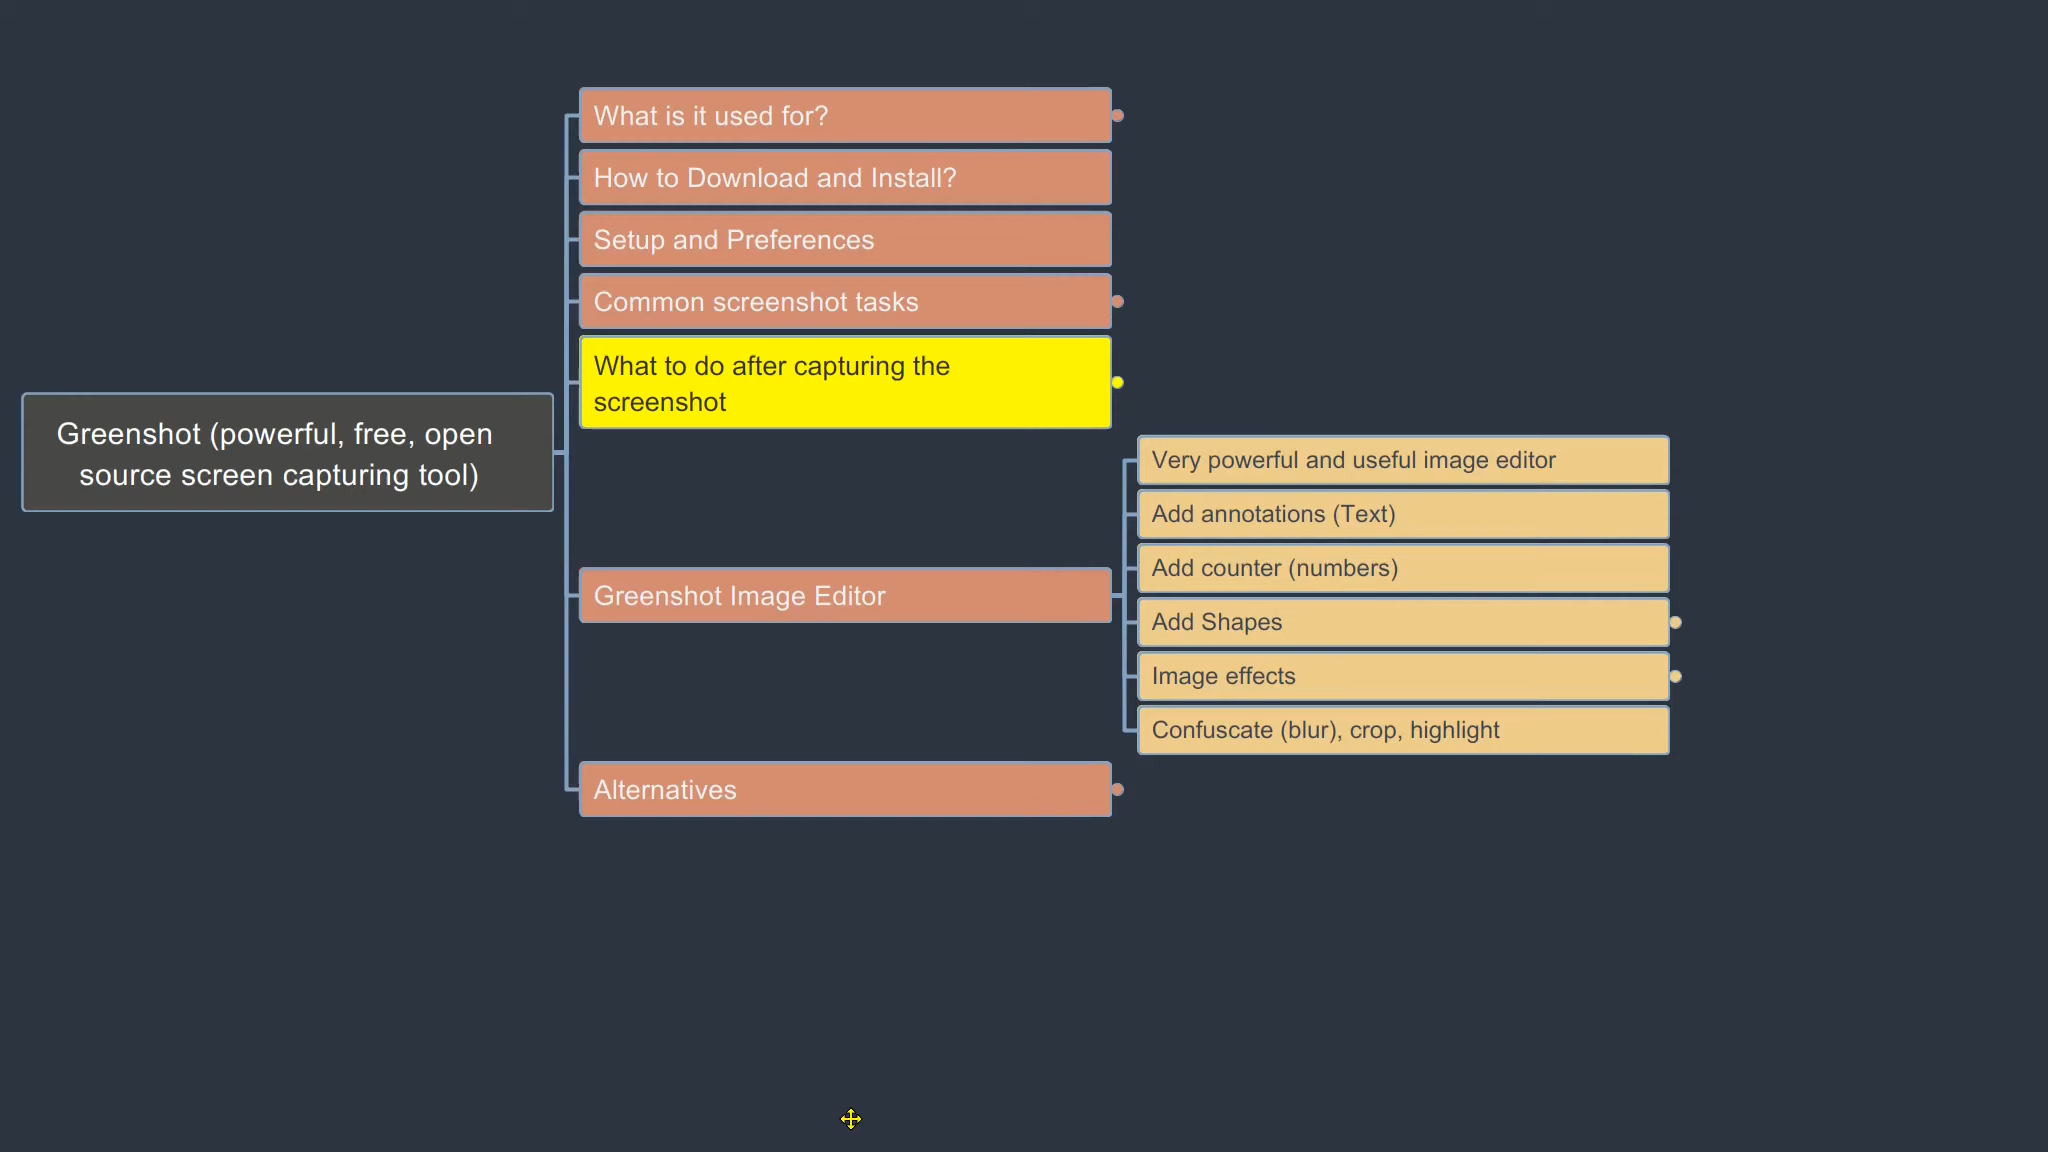 What is it used for?
How to Download and Install?
Setup and Preferences
Common screenshot tasks
What to do after capturing the
screenshot
Greenshot (powerful, free, open
source screen capturing tool)
Very powerful and useful image editor
Add annotations (Text)
Add counter (numbers)
Greenshot Image Editor
Add Shapes
Image effects
Confuscate (blur), crop, highlight
Alternatives